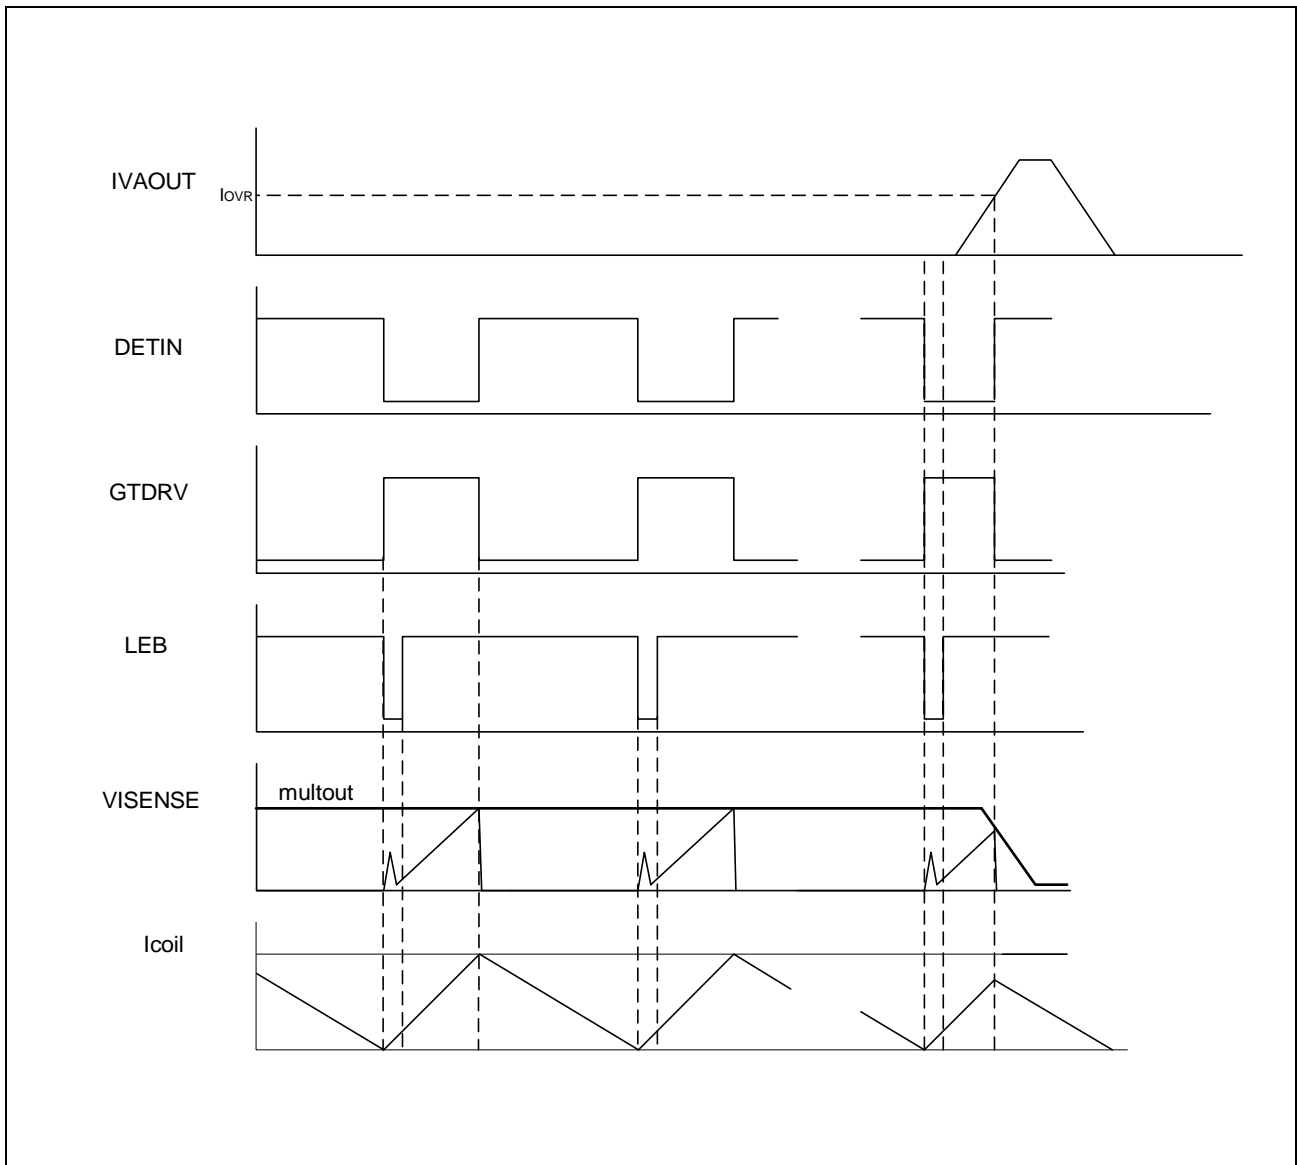 IVAOUT
IOVR
DETIN
GTDRV
LEB
VISENSE
multout
Icoil